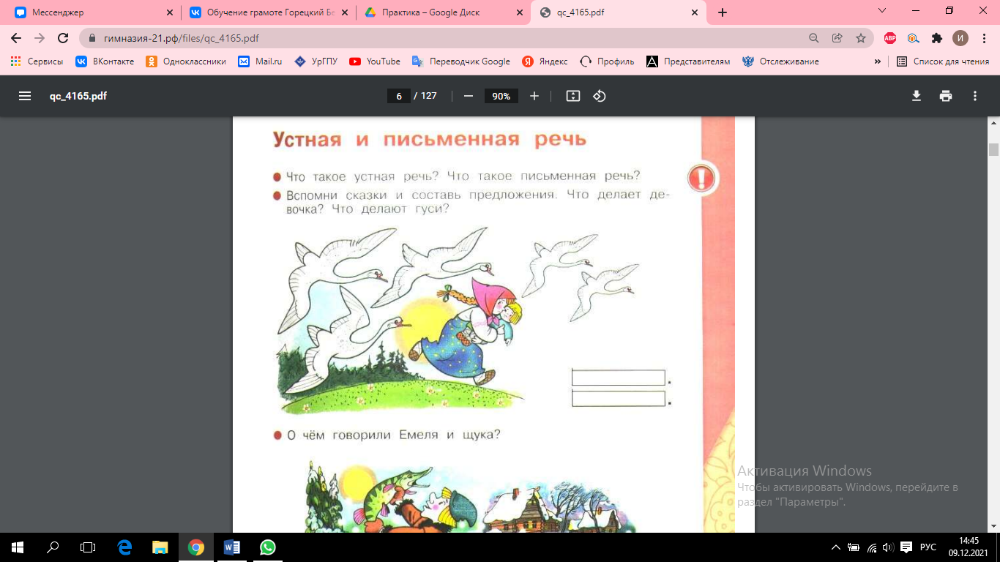 Мессенджер
Обучение грамоте Горецкий Бе
Практика – Google Диск
qc_4165.pdf
гимназия-21.рф/files/qc_4165.pdf
ABP
И
Сервисы
ВКонтакте
Одноклассники
Mail.ru
УрГПУ
YouTube
Переводчик Google
Яндекс
Профиль
Представителям
Отслеживание
»
Список для чтения
qc_4165.pdf
6 / 127
90%
Устная и письменная речь
Что такое устная речь? Что такое письменная речь?
Вспомни сказки и составь предложения. Что делает де-
вочка? Что делают гуси?
.
.
О чём говорили Емеля и щука?
Активация Windows
Чтобы активировать Windows, перейдите в
раздел "Параметры".
РУС
14:45
09.12.2021